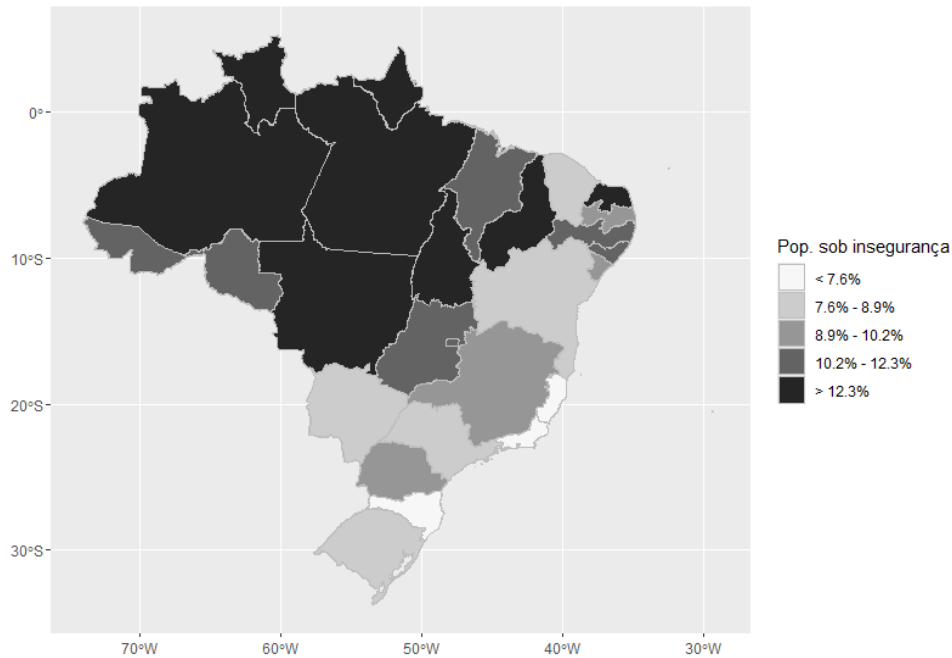 0°
10°S
20°S
30°S
70°W
60°W
50°W
40°W
30°W
Pop. sob insegurança
< 7.6%
7.6% - 8.9%
8.9% - 10.2%
10.2% - 12.3%
> 12.3%